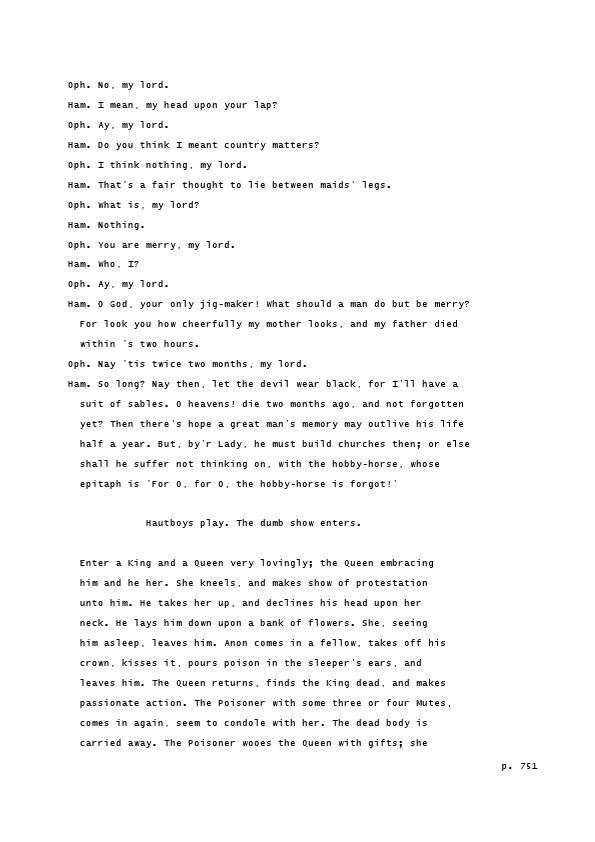 Oph. No, my lord.
Ham. I mean, my head upon your lap?
Oph. Ay, my lord.
Ham. Do you think I meant country matters?
Oph. I think nothing, my lord.
Ham. That's a fair thought to lie between maids' legs.
Oph. What is, my lord?
Ham. Nothing.
Oph. You are merry, my lord.
Ham. Who, I?
Oph. Ay, my lord.
Ham. O God, your only jig-maker! What should a man do but be merry?
For look you how cheerfully my mother looks, and my father died
within 's two hours.
Oph. Nay 'tis twice two months, my lord.
Ham. So long? Nay then, let the devil wear black, for I'll have a
suit of sables. O heavens! die two months ago, and not forgotten
yet? Then there's hope a great man's memory may outlive his life
half a year. But, by'r Lady, he must build churches then; or else
shall he suffer not thinking on, with the hobby-horse, whose
epitaph is 'For O, for O, the hobby-horse is forgot!'
Hautboys play. The dumb show enters.
Enter a King and a Queen very lovingly; the Queen embracing
him and he her. She kneels, and makes show of protestation
unto him. He takes her up, and declines his head upon her
neck. He lays him down upon a bank of flowers. She, seeing
him asleep, leaves him. Anon comes in a fellow, takes off his
crown, kisses it, pours poison in the sleeper's ears, and
leaves him. The Queen returns, finds the King dead, and makes
passionate action. The Poisoner with some three or four Mutes,
comes in again, seem to condole with her. The dead body is
carried away. The Poisoner wooes the Queen with gifts; she
p. 751